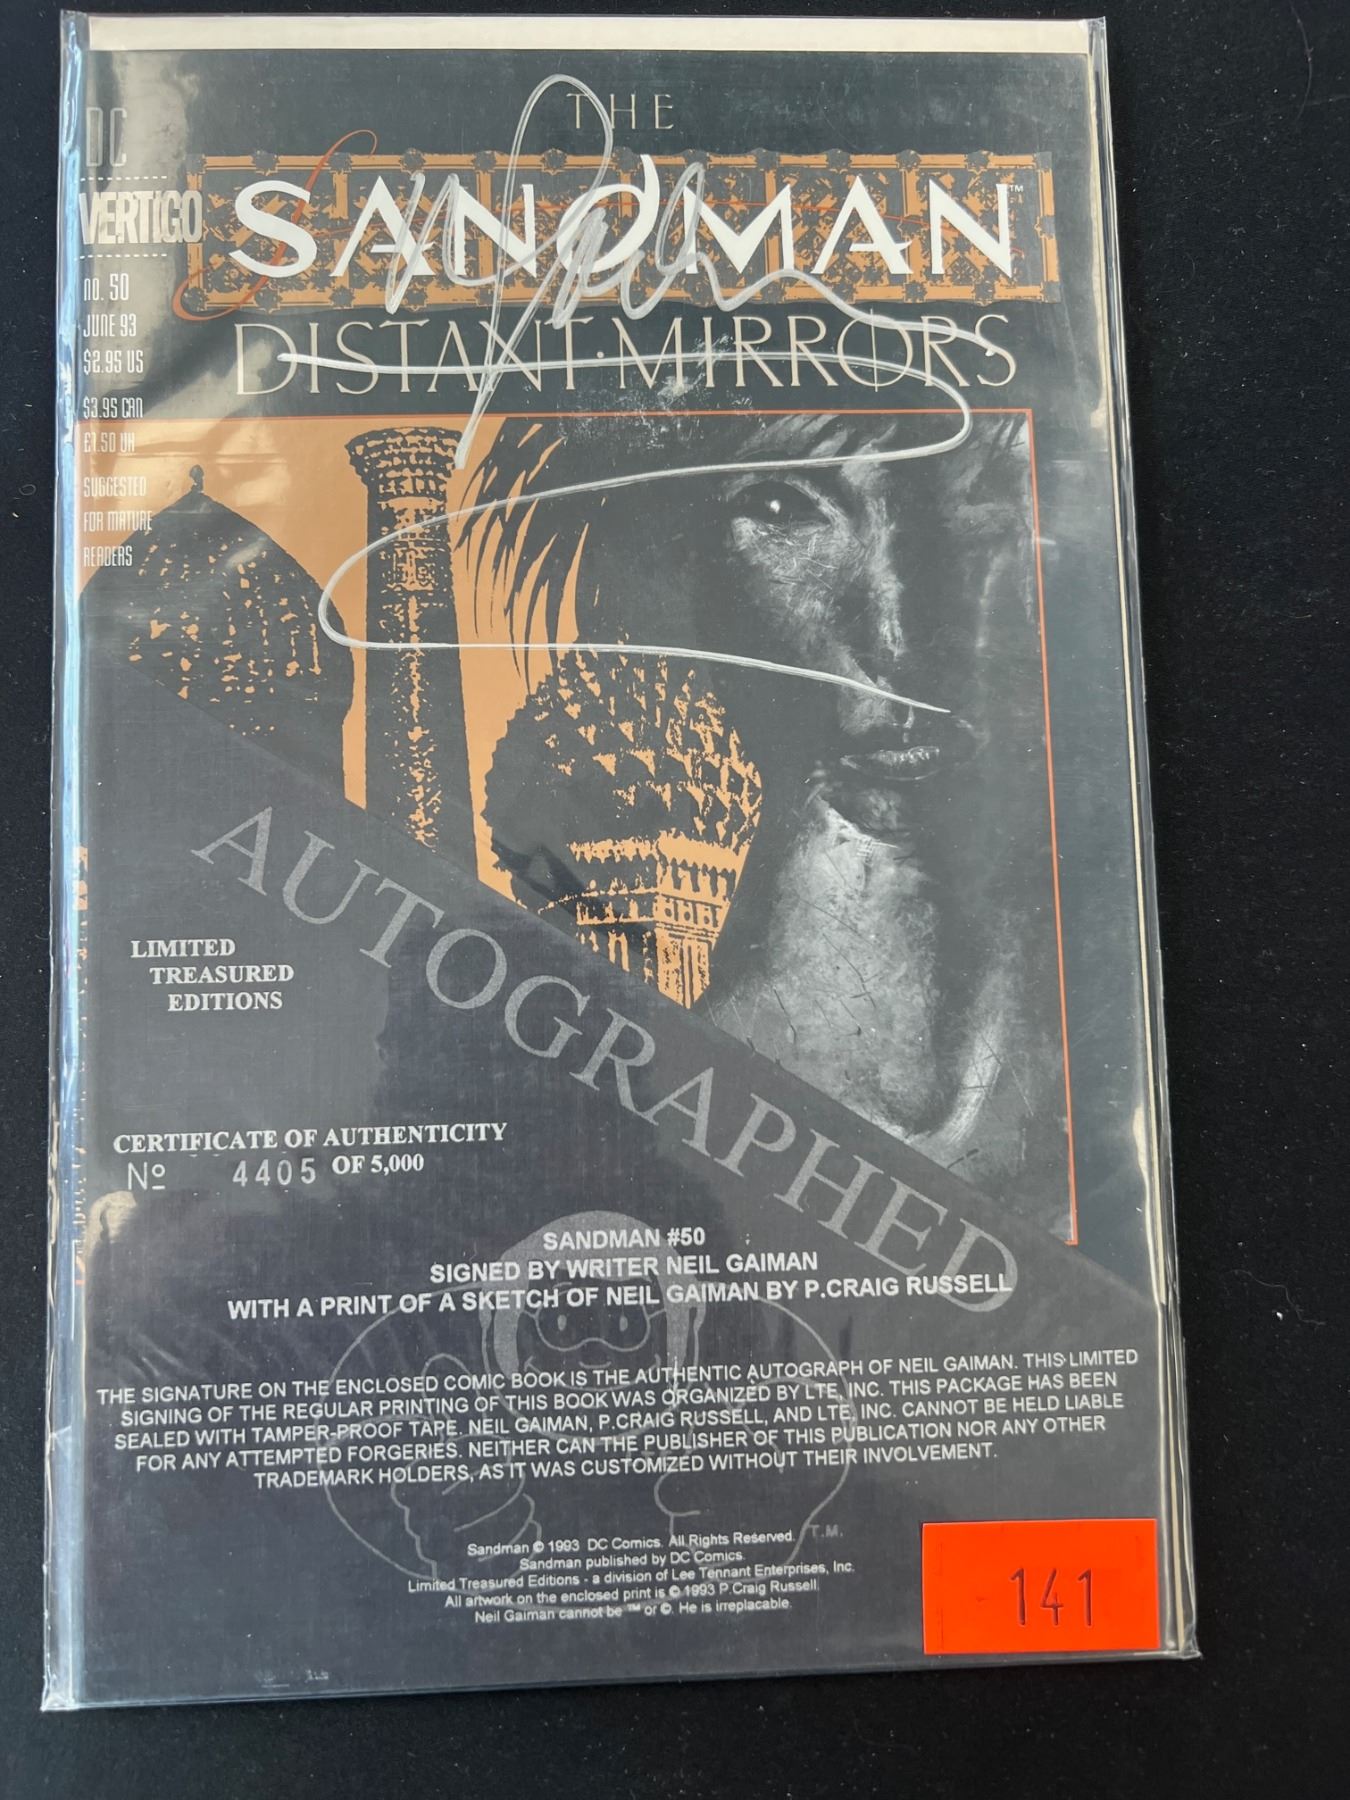 THE
SANDMAN™
DISTANT·MIRRORS
DC
VERTIGO
no. 50
JUNE 93
$2.95 US
$3.95 CAN
£1.50 UK
SUGGESTED
FOR MATURE
READERS
AUTOGRAPHED
LIMITED
TREASURED
EDITIONS
CERTIFICATE OF AUTHENTICITY
Nº 4405 OF 5,000
SANDMAN #50
SIGNED BY WRITER NEIL GAIMAN
WITH A PRINT OF A SKETCH OF NEIL GAIMAN BY P.CRAIG RUSSELL
THE SIGNATURE ON THE ENCLOSED COMIC BOOK IS THE AUTHENTIC AUTOGRAPH OF NEIL GAIMAN. THIS LIMITED
SIGNING OF THE REGULAR PRINTING OF THIS BOOK WAS ORGANIZED BY LTE, INC. THIS PACKAGE HAS BEEN
SEALED WITH TAMPER-PROOF TAPE. NEIL GAIMAN, P.CRAIG RUSSELL, AND LTE, INC. CANNOT BE HELD LIABLE
FOR ANY ATTEMPTED FORGERIES. NEITHER CAN THE PUBLISHER OF THIS PUBLICATION NOR ANY OTHER
TRADEMARK HOLDERS, AS IT WAS CUSTOMIZED WITHOUT THEIR INVOLVEMENT.
T.M.
Sandman © 1993 DC Comics. All Rights Reserved.
Sandman published by DC Comics.
Limited Treasured Editions - a division of Lee Tennant Enterprises, Inc.
All artwork on the enclosed print is © 1993 P.Craig Russell.
Neil Gaiman cannot be ™ or ©. He is irreplacable.
141